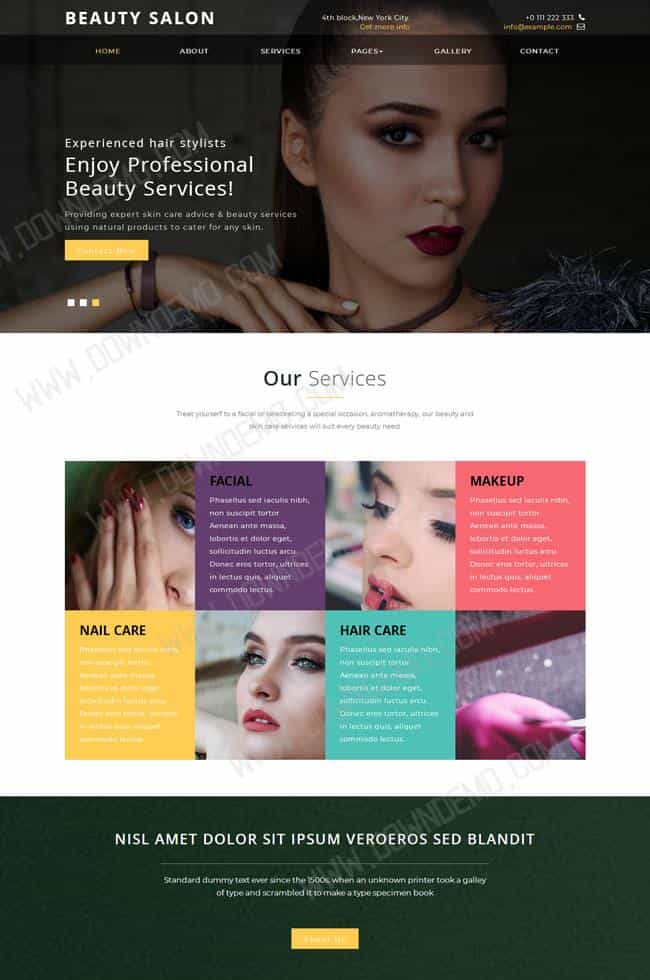 BEAUTY SALON
4th block,New York City.
Get more info
+0 111 222 333
info@example.com
HOME ABOUT SERVICES PAGES GALLERY CONTACT
Experienced hair stylists
Enjoy Professional
Beauty Services!
Providing expert skin care advice & beauty services
using natural products to cater for any skin.
Contact Now
WWW.DOWNDEMO.COM
Our Services
Treat yourself to a facial or celebrating a special occasion, aromatherapy, our beauty and
skin care services will suit every beauty need.
FACIAL
Phasellus sed iaculis nibh,
non suscipit tortor.
Aenean ante massa,
lobortis et dolor eget,
sollicitudin luctus arcu.
Donec eros tortor, ultrices
in lectus quis, aliquet
commodo lectus.
MAKEUP
Phasellus sed iaculis nibh,
non suscipit tortor.
Aenean ante massa,
lobortis et dolor eget,
sollicitudin luctus arcu.
Donec eros tortor, ultrices
in lectus quis, aliquet
commodo lectus.
NAIL CARE
Phasellus sed iaculis nibh,
non suscipit tortor.
Aenean ante massa,
lobortis et dolor eget,
sollicitudin luctus arcu.
Donec eros tortor, ultrices
in lectus quis, aliquet
commodo lectus.
HAIR CARE
Phasellus sed iaculis nibh,
non suscipit tortor.
Aenean ante massa,
lobortis et dolor eget,
sollicitudin luctus arcu.
Donec eros tortor, ultrices
in lectus quis, aliquet
commodo lectus.
NISL AMET DOLOR SIT IPSUM VEROEROS SED BLANDIT
Standard dummy text ever since the 1500s, when an unknown printer took a galley
of type and scrambled it to make a type specimen book
About Us